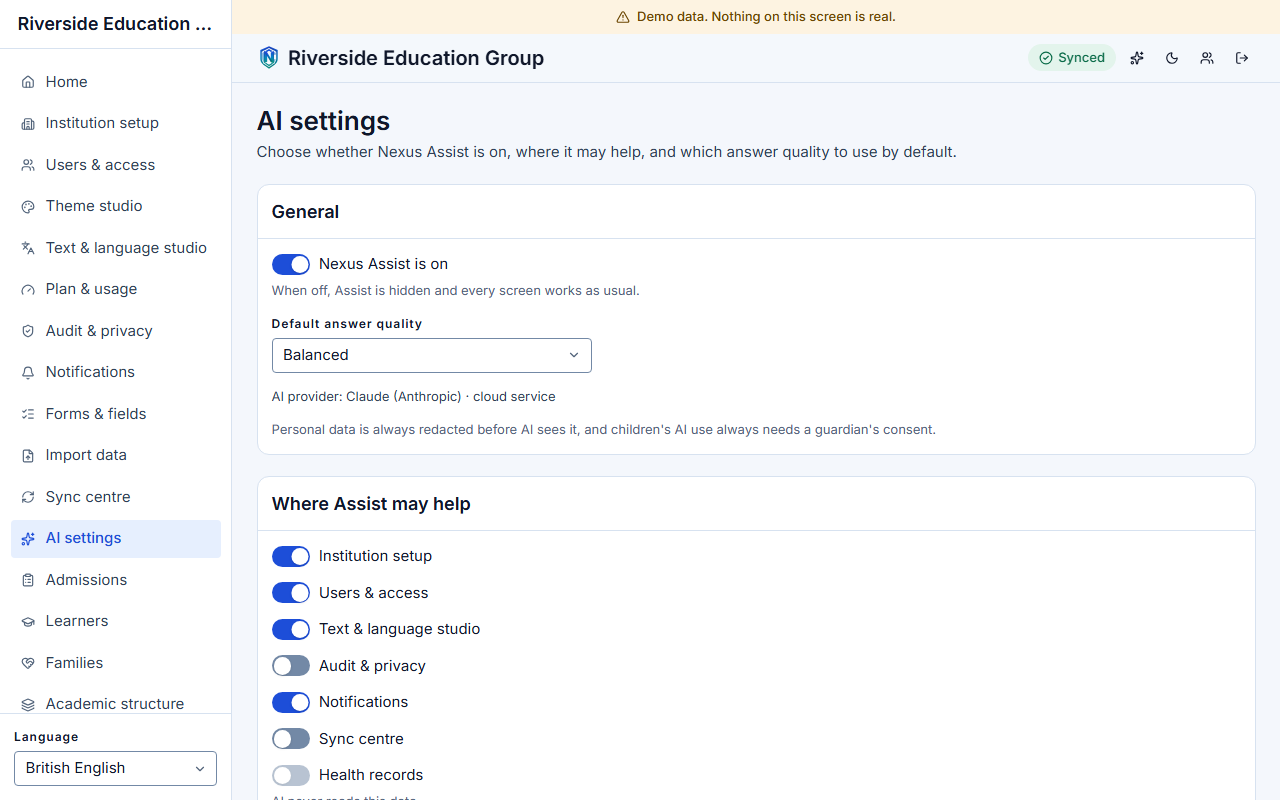 Riverside Education ...
Home
Institution setup
Users & access
Theme studio
Text & language studio
Plan & usage
Audit & privacy
Notifications
Forms & fields
Import data
Sync centre
AI settings
Admissions
Learners
Families
Academic structure
Language
British English
Demo data. Nothing on this screen is real.
Riverside Education Group
Synced
AI settings
Choose whether Nexus Assist is on, where it may help, and which answer quality to use by default.
General
Nexus Assist is on
When off, Assist is hidden and every screen works as usual.
Default answer quality
Balanced
AI provider: Claude (Anthropic) · cloud service
Personal data is always redacted before AI sees it, and children's AI use always needs a guardian's consent.
Where Assist may help
Institution setup
Users & access
Text & language studio
Audit & privacy
Notifications
Sync centre
Health records
AI never reads this data